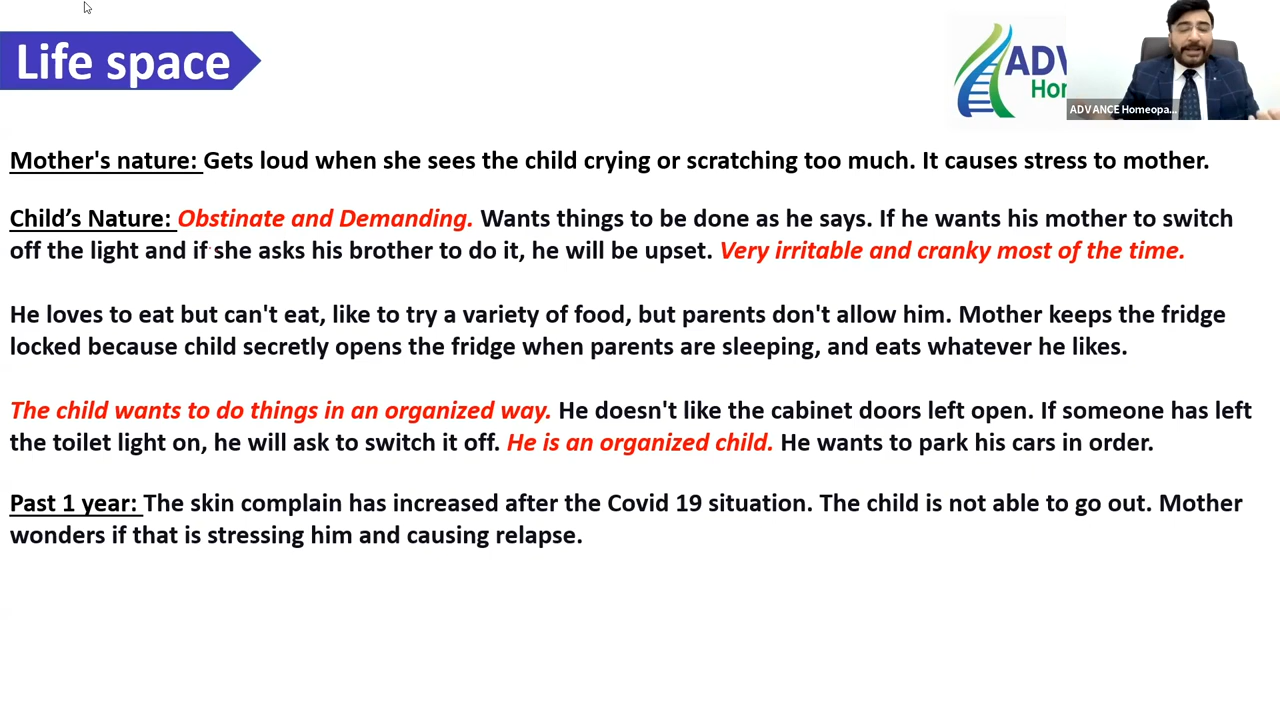 Life space
ADV
Hor
ADVANCE Homeopa...
Mother's nature: Gets loud when she sees the child crying or scratching too much. It causes stress to mother.
Child’s Nature: Obstinate and Demanding. Wants things to be done as he says. If he wants his mother to switch
off the light and if she asks his brother to do it, he will be upset. Very irritable and cranky most of the time.
He loves to eat but can't eat, like to try a variety of food, but parents don't allow him. Mother keeps the fridge
locked because child secretly opens the fridge when parents are sleeping, and eats whatever he likes.
The child wants to do things in an organized way. He doesn't like the cabinet doors left open. If someone has left
the toilet light on, he will ask to switch it off. He is an organized child. He wants to park his cars in order.
Past 1 year: The skin complain has increased after the Covid 19 situation. The child is not able to go out. Mother
wonders if that is stressing him and causing relapse.